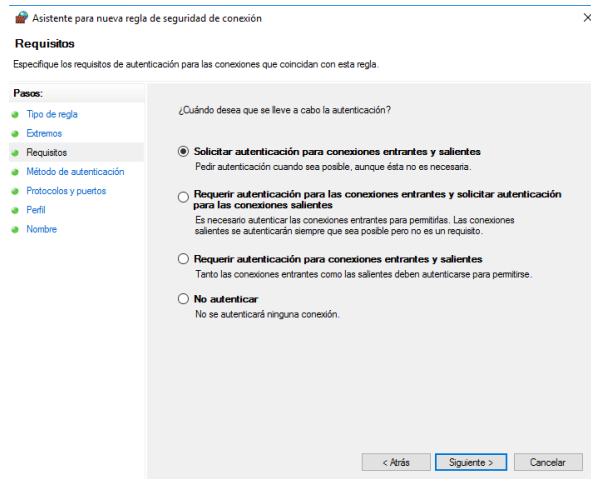 Asistente para nueva regla de seguridad de conexión
Requisitos
Especifique los requisitos de autenticación para las conexiones que coincidan con esta regla.
Pasos:
Tipo de regla
Extremos
Requisitos
Método de autenticación
Protocolos y puertos
Perfil
Nombre
¿Cuándo desea que se lleve a cabo la autenticación?
Solicitar autenticación para conexiones entrantes y salientes
Pedir autenticación cuando sea posible, aunque ésta no es necesaria.
Requerir autenticación para las conexiones entrantes y solicitar autenticación
para las conexiones salientes
Es necesario autenticar las conexiones entrantes para permitirlas. Las conexiones
salientes se autenticarán siempre que sea posible pero no es un requisito.
Requerir autenticación para conexiones entrantes y salientes
Tanto las conexiones entrantes como las salientes deben autenticarse para permitirse.
No autenticar
No se autenticará ninguna conexión.
< Atrás
Siguiente >
Cancelar